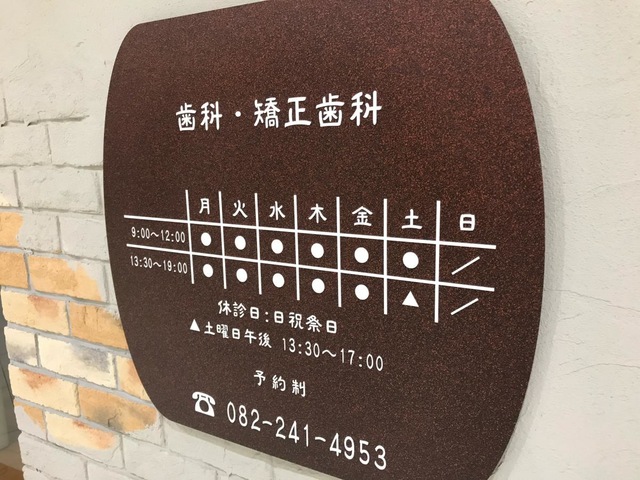 歯科・矯正歯科
月 火 水 木 金 土 日
9:00～12:00 ● ● ● ● ● ● ／
13:30～19:00 ● ● ● ● ● ▲ ／
休診日:日祝祭日
▲土曜日午後 13:30～17:00
予約制
☎ 082-241-4953